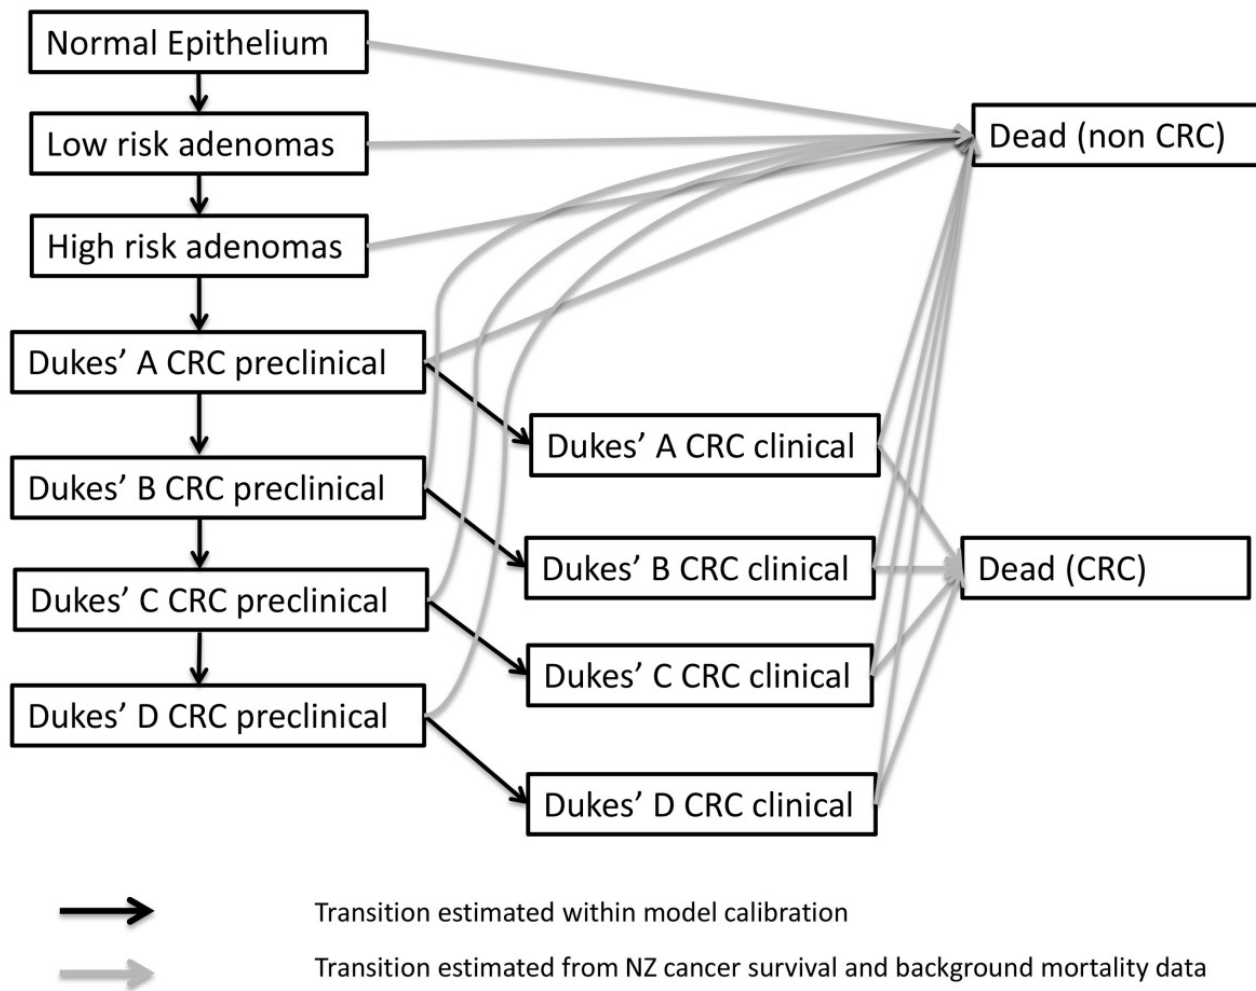 Normal Epithelium
Low risk adenomas
High risk adenomas
Dukes’ A CRC preclinical
Dukes’ B CRC preclinical
Dukes’ C CRC preclinical
Dukes’ D CRC preclinical
Dukes’ A CRC clinical
Dukes’ B CRC clinical
Dukes’ C CRC clinical
Dukes’ D CRC clinical
Dead (non CRC)
Dead (CRC)
Transition estimated within model calibration
Transition estimated from NZ cancer survival and background mortality data